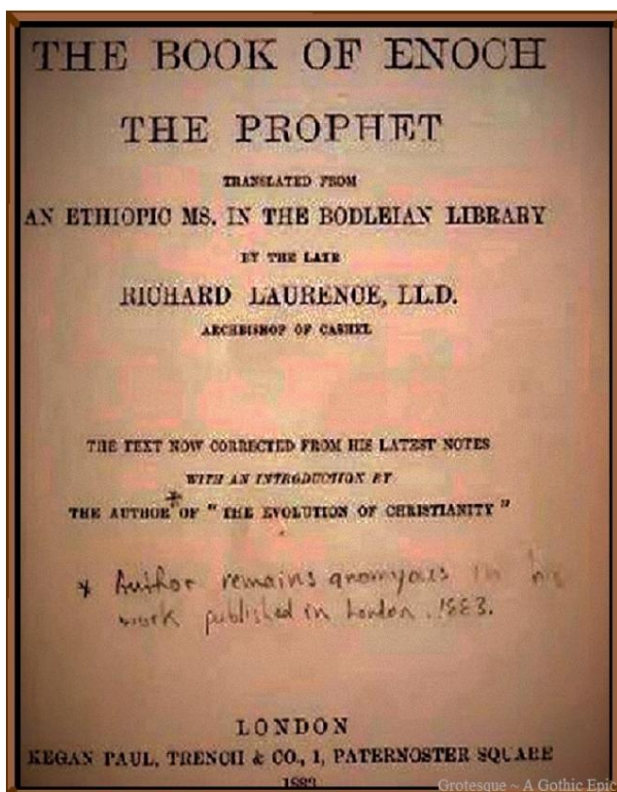 THE BOOK OF ENOCH
THE PROPHET
TRANSLATED FROM
AN ETHIOPIC MS. IN THE BODLEIAN LIBRARY
BY THE LATE
RICHARD LAURENCE, LL.D.
ARCHBISHOP OF CASHEL
THE TEXT NOW CORRECTED FROM HIS LATEST NOTES
WITH AN INTRODUCTION BY
THE AUTHOR* OF "THE EVOLUTION OF CHRISTIANITY"
* Author remains anomyous in his
work published in London. 1883.
LONDON
KEGAN PAUL, TRENCH & CO., 1, PATERNOSTER SQUARE
1883
Grotesque ~ A Gothic Epic